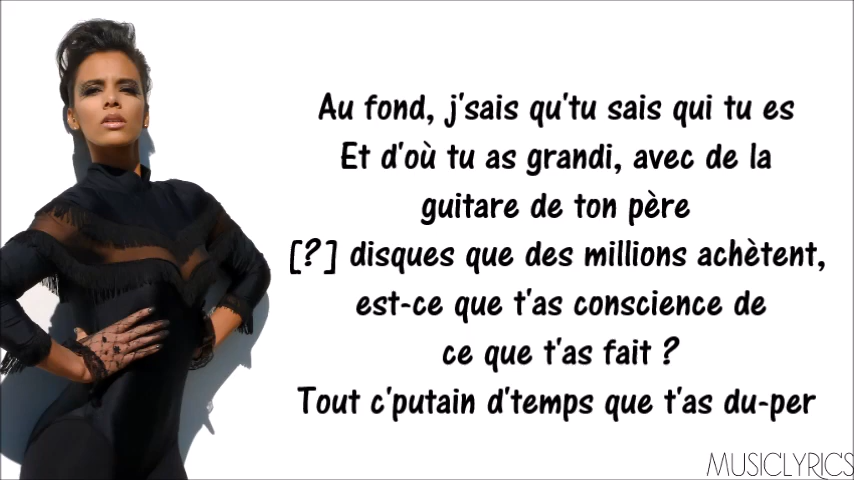 Au fond, j'sais qu'tu sais qui tu es
Et d'où tu as grandi, avec de la
guitare de ton père
[?] disques que des millions achètent,
est-ce que t'as conscience de
ce que t'as fait ?
Tout c'putain d'temps que t'as du-per
MUSICLYRICS